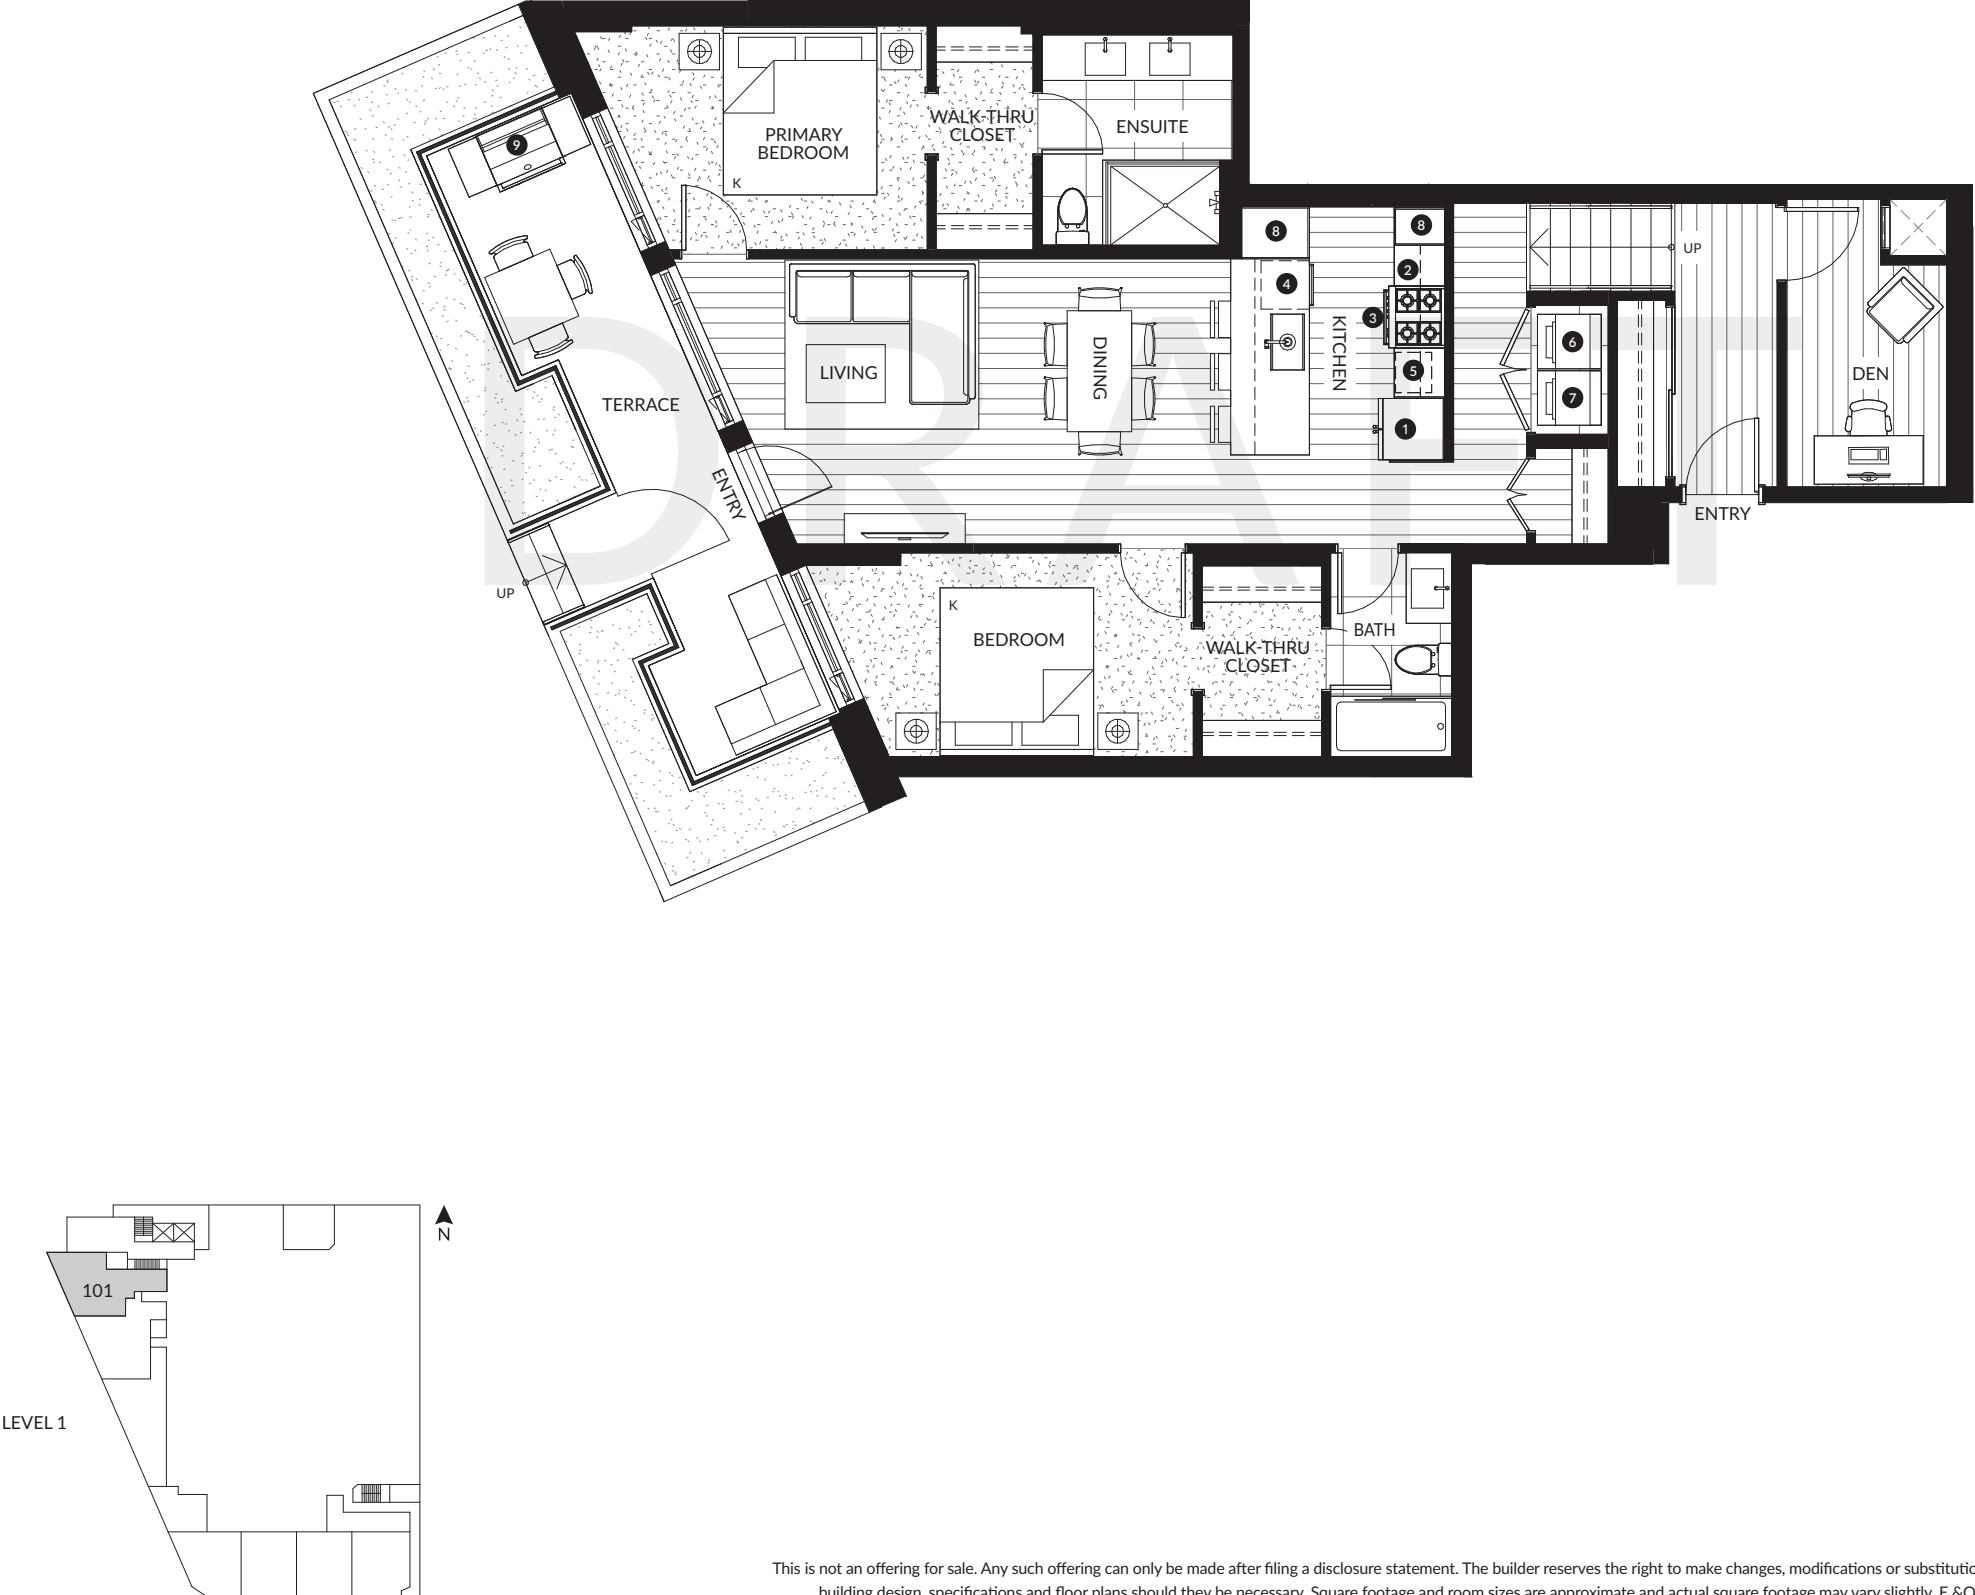 9
PRIMARY
BEDROOM
K
WALK-THRU
CLOSET
ENSUITE
8
8
2
4
3
5
1
KITCHEN
UP
6
7
DEN
LIVING
DINING
TERRACE
ENTRY
ENTRY
DRAFT
UP
K
BEDROOM
WALK-THRU
CLOSET
BATH
N
101
LEVEL 1
This is not an offering for sale. Any such offering can only be made after filing a disclosure statement. The builder reserves the right to make changes, modifications or substitutio
building design, specifications and floor plans should they be necessary. Square footage and room sizes are approximate and actual square footage may vary slightly. E.&O